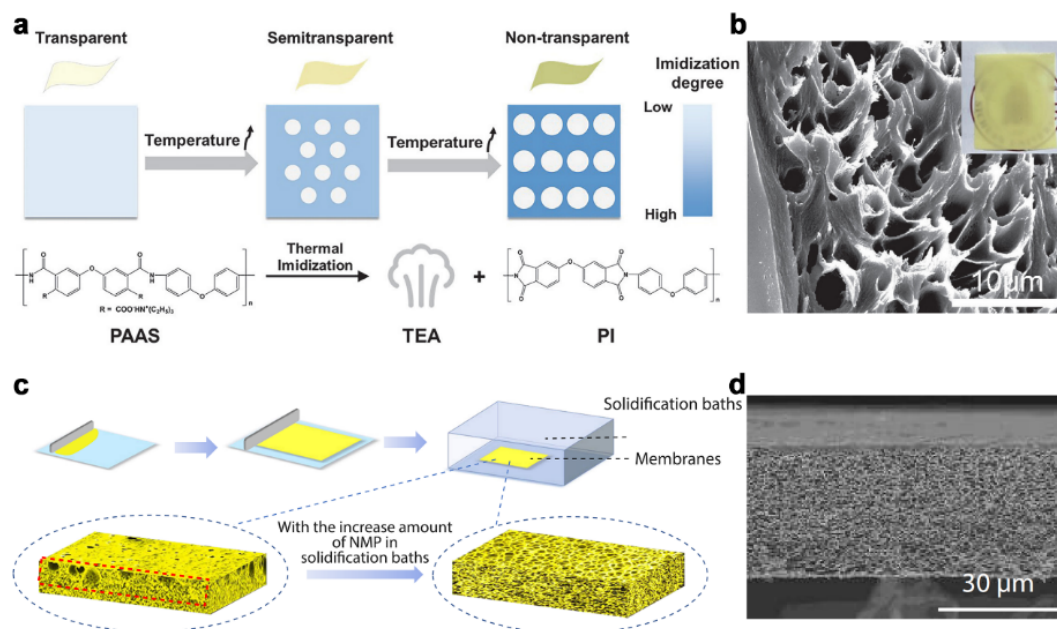 a
Transparent
Semitransparent
Non-transparent
Imidization
degree
Low
High
Temperature
Temperature
Thermal
Imidization
R = COO⁻HN⁺(C₂H₅)₃
n
+
n
PAAS
TEA
PI
b
10μm
c
Solidification baths
Membranes
With the increase amount
of NMP in
solidification baths
d
30 μm